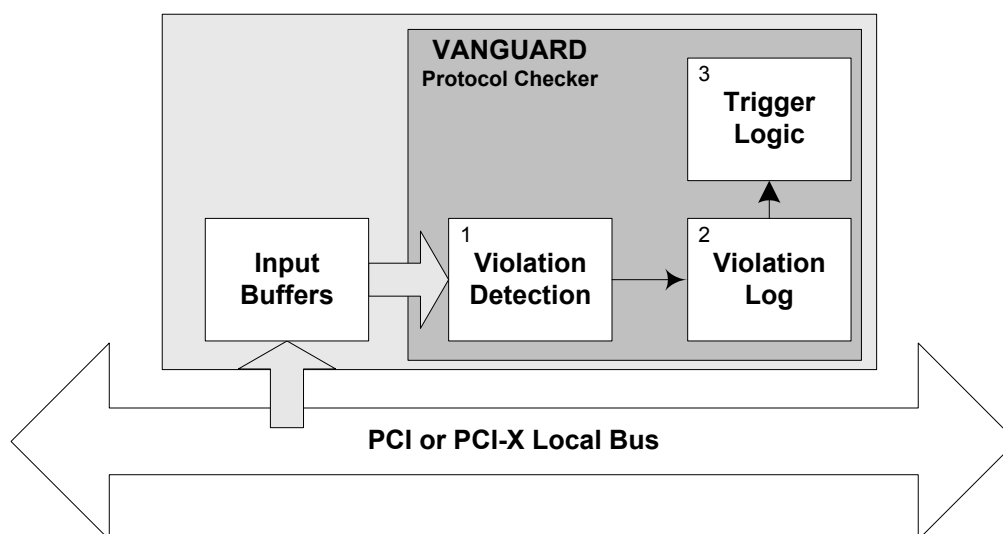 VANGUARD
Protocol Checker
3
Trigger
Logic
Input
Buffers
1
Violation
Detection
2
Violation
Log
PCI or PCI-X Local Bus